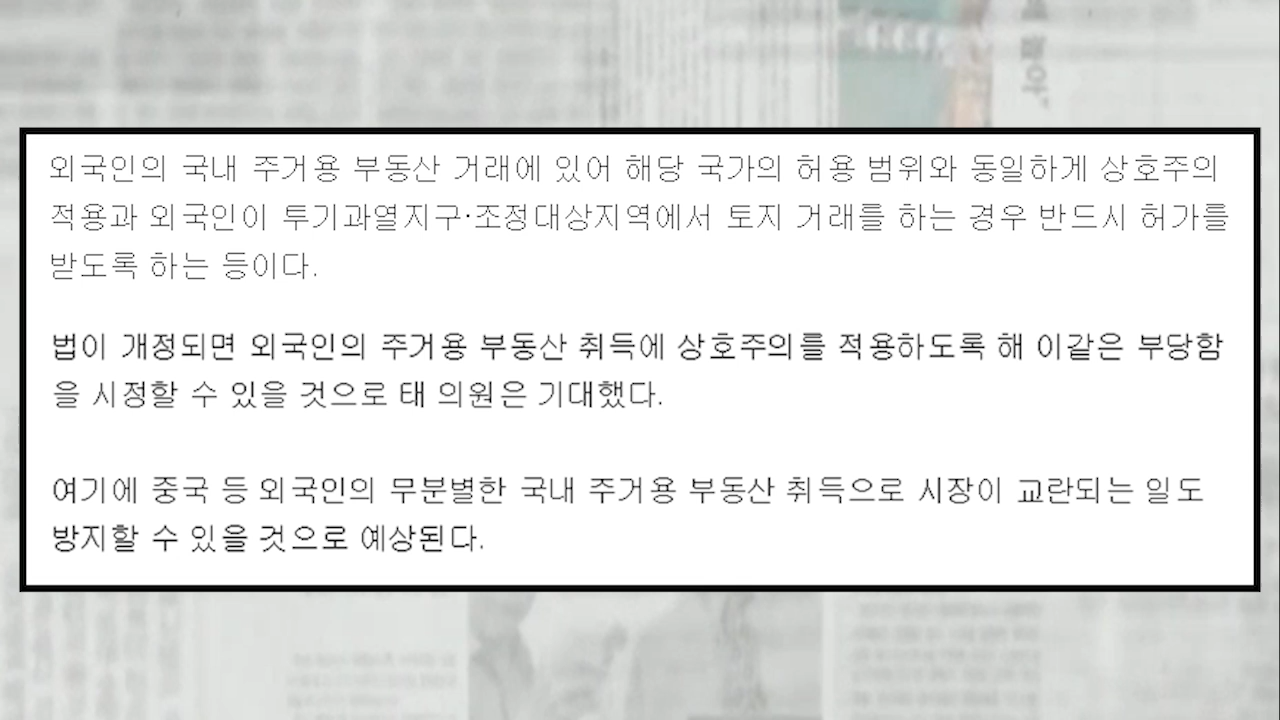 외국인의 국내 주거용 부동산 거래에 있어 해당 국가의 허용 범위와 동일하게 상호주의
적용과 외국인이 투기과열지구·조정대상지역에서 토지 거래를 하는 경우 반드시 허가를
받도록 하는 등이다.
법이 개정되면 외국인의 주거용 부동산 취득에 상호주의를 적용하도록 해 이같은 부당함
을 시정할 수 있을 것으로 태 의원은 기대했다.
여기에 중국 등 외국인의 무분별한 국내 주거용 부동산 취득으로 시장이 교란되는 일도
방지할 수 있을 것으로 예상된다.